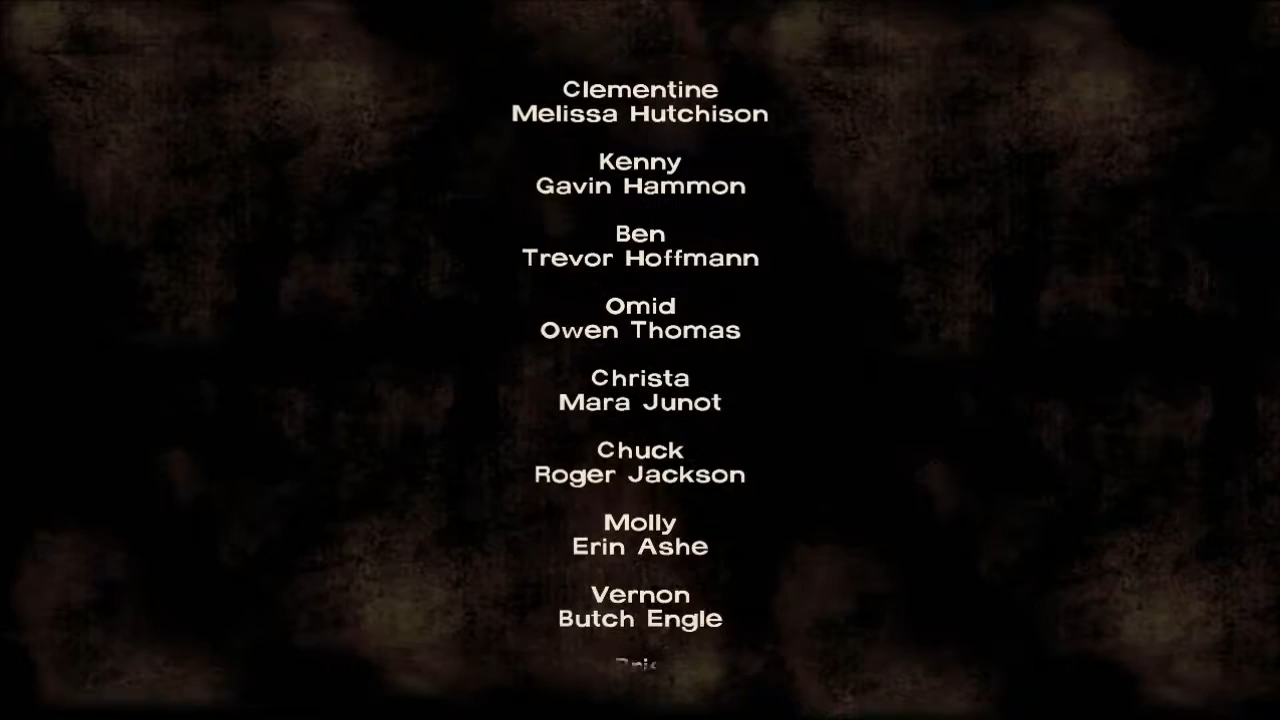 Clementine
Melissa Hutchison
Kenny
Gavin Hammon
Ben
Trevor Hoffmann
Omid
Owen Thomas
Christa
Mara Junot
Chuck
Roger Jackson
Molly
Erin Ashe
Vernon
Butch Engle